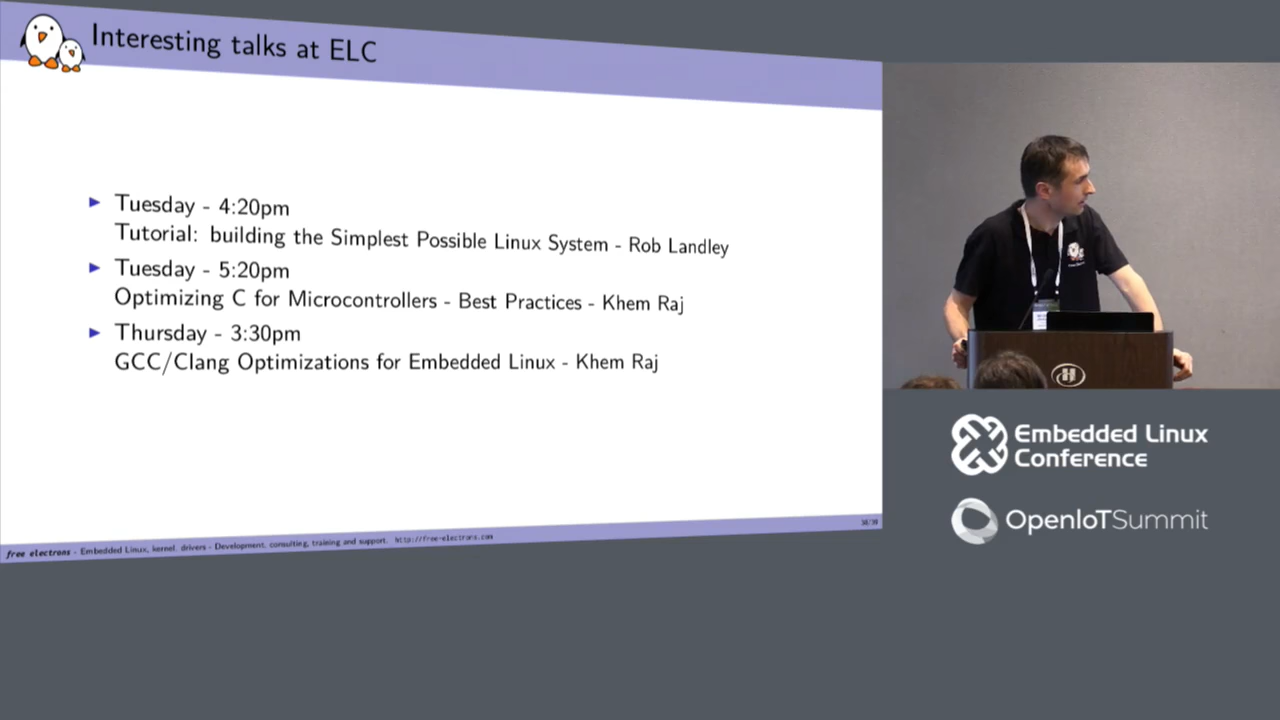 Interesting talks at ELC
Tuesday - 4:20pm
Tutorial: building the Simplest Possible Linux System - Rob Landley
Tuesday - 5:20pm
Optimizing C for Microcontrollers - Best Practices - Khem Raj
Thursday - 3:30pm
GCC/Clang Optimizations for Embedded Linux - Khem Raj
free electrons - Embedded Linux, kernel, drivers - Development, consulting, training and support. http://free-electrons.com
38/39
H
Embedded Linux
Conference
OpenIoTSummit